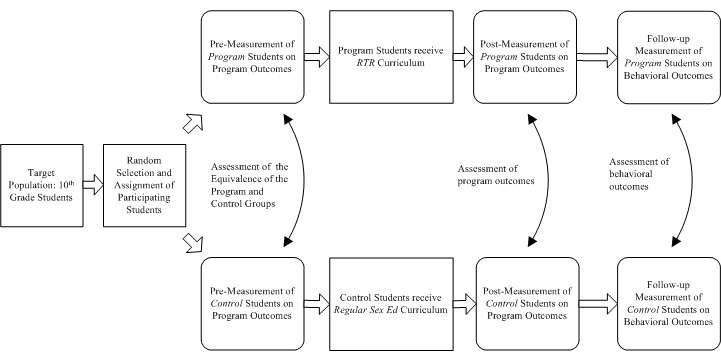 Target
Population: 10th
Grade Students
Random
Selection and
Assignment of
Participating
Students
Pre-Measurement of
Program Students on
Program Outcomes
Program Students receive
RTR Curriculum
Post-Measurement of
Program Students on
Program Outcomes
Follow-up
Measurement of
Program Students on
Behavioral Outcomes
Assessment of the
Equivalence of the
Program and
Control Groups
Assessment of
program outcomes
Assessment of
behavioral
outcomes
Pre-Measurement of
Control Students on
Program Outcomes
Control Students receive
Regular Sex Ed Curriculum
Post-Measurement of
Control Students on
Program Outcomes
Follow-up
Measurement of
Control Students on
Behavioral Outcomes